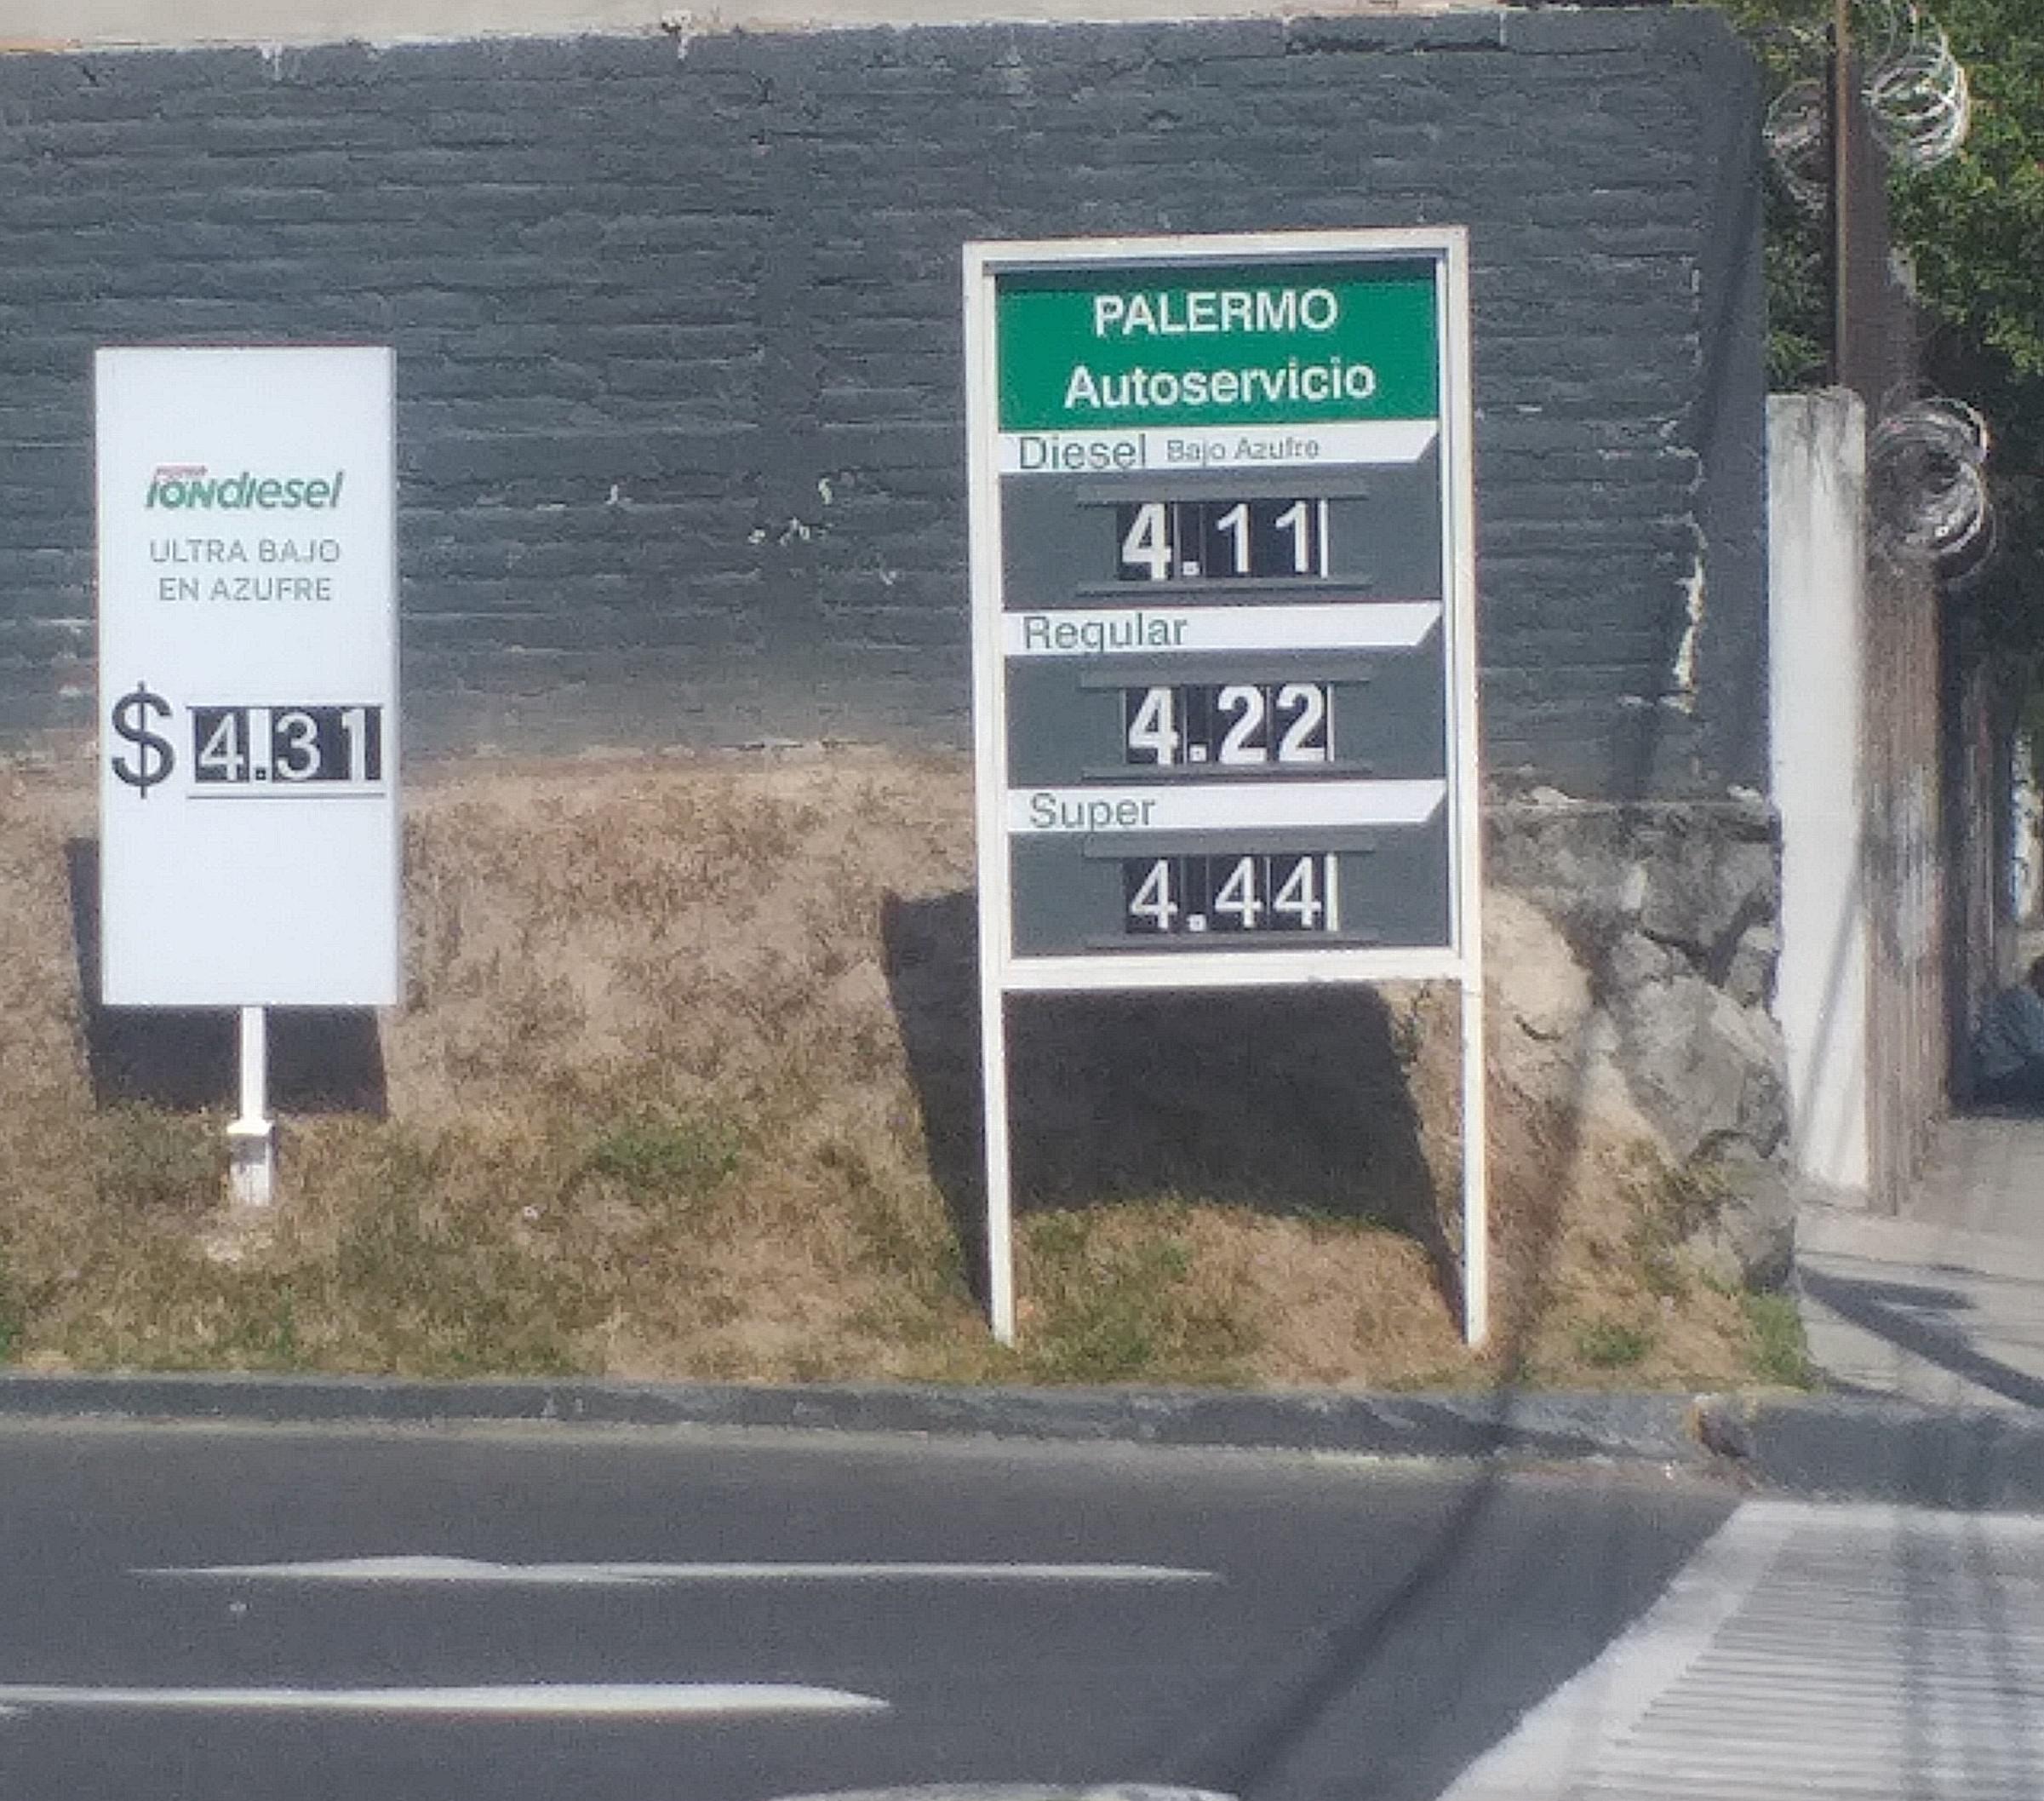 IONdiesel
ULTRA BAJO
EN AZUFRE
$4.31
PALERMO
Autoservicio
Diesel Bajo Azufre
4.11
Regular
4.22
Super
4.44